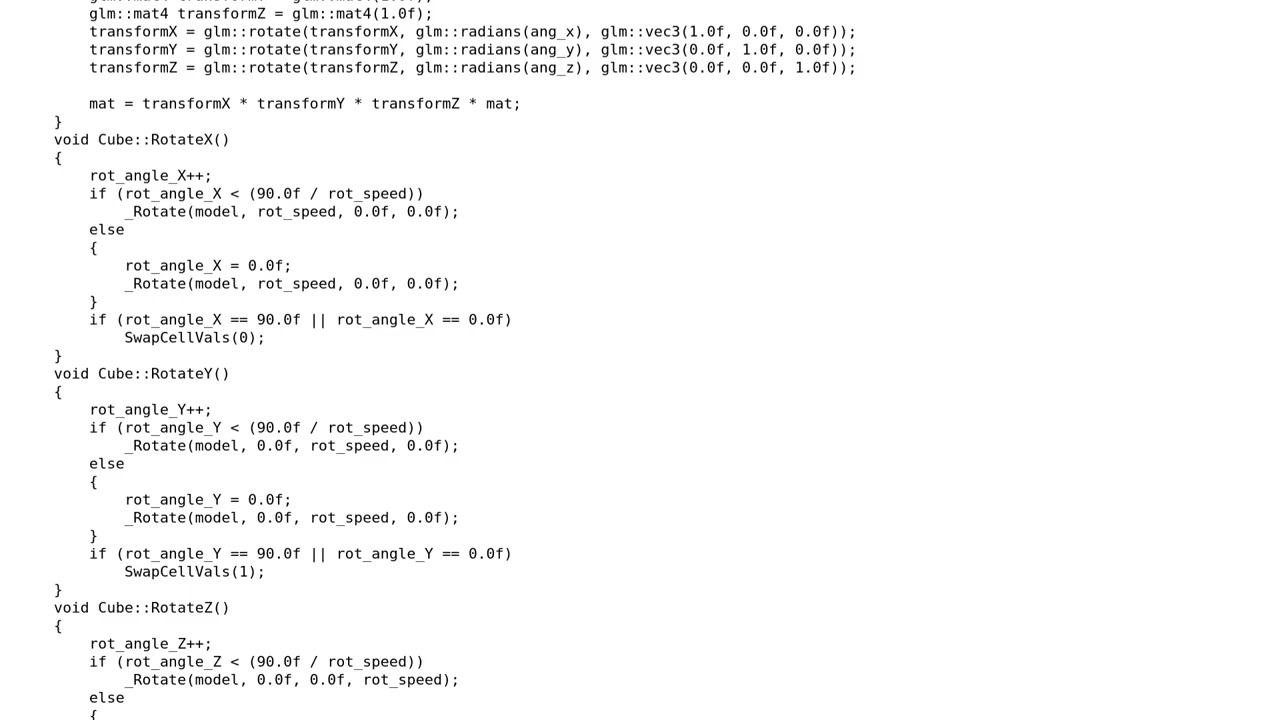 glm::mat4 transformZ = glm::mat4(1.0f);
transformX = glm::rotate(transformX, glm::radians(ang_x), glm::vec3(1.0f, 0.0f, 0.0f));
transformY = glm::rotate(transformY, glm::radians(ang_y), glm::vec3(0.0f, 1.0f, 0.0f));
transformZ = glm::rotate(transformZ, glm::radians(ang_z), glm::vec3(0.0f, 0.0f, 1.0f));
mat = transformX * transformY * transformZ * mat;
}
void Cube::RotateX()
{
rot_angle_X++;
if (rot_angle_X < (90.0f / rot_speed))
_Rotate(model, rot_speed, 0.0f, 0.0f);
else
{
rot_angle_X = 0.0f;
_Rotate(model, rot_speed, 0.0f, 0.0f);
}
if (rot_angle_X == 90.0f || rot_angle_X == 0.0f)
SwapCellVals(0);
}
void Cube::RotateY()
{
rot_angle_Y++;
if (rot_angle_Y < (90.0f / rot_speed))
_Rotate(model, 0.0f, rot_speed, 0.0f);
else
{
rot_angle_Y = 0.0f;
_Rotate(model, 0.0f, rot_speed, 0.0f);
}
if (rot_angle_Y == 90.0f || rot_angle_Y == 0.0f)
SwapCellVals(1);
}
void Cube::RotateZ()
{
rot_angle_Z++;
if (rot_angle_Z < (90.0f / rot_speed))
_Rotate(model, 0.0f, 0.0f, rot_speed);
else
{